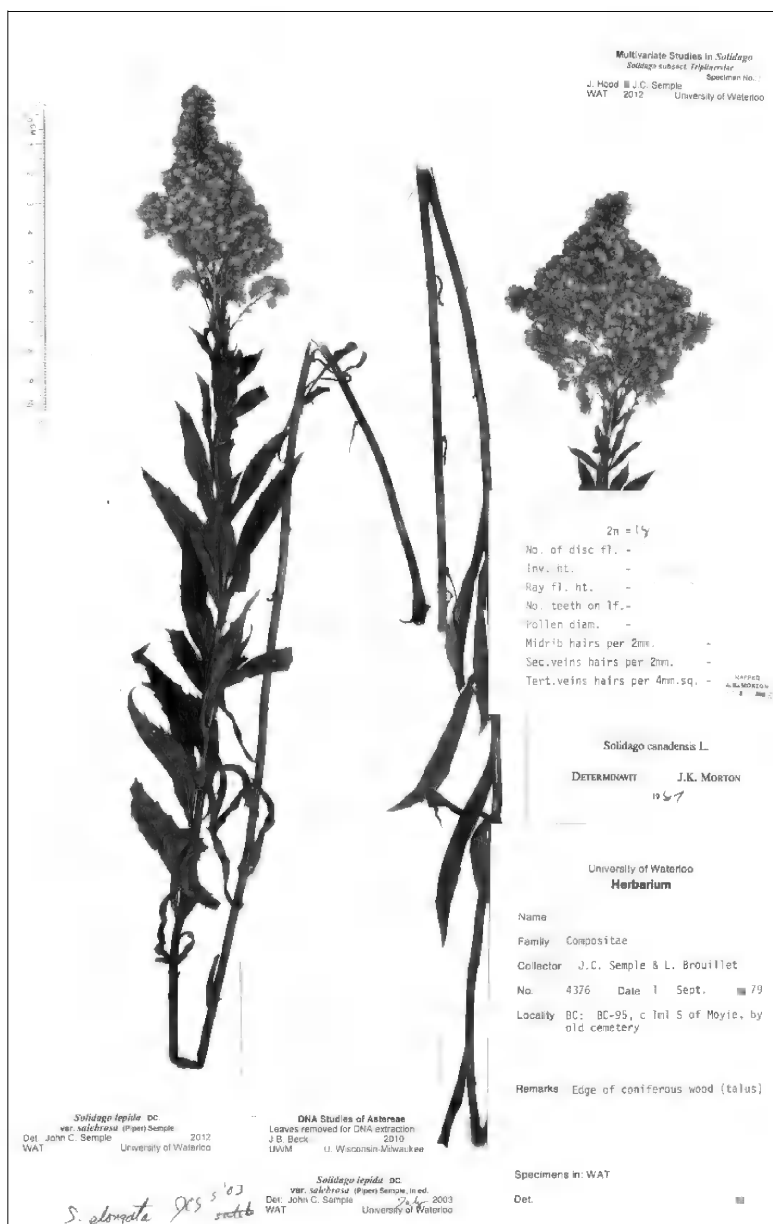 Multivariate Studies in Solidago
Solidago subsect. Triplinerviae
Specimen No.:
J. Hood J.C. Semple
WAT 2012 University of Waterloo
2n = 18
No. of disc fl. -
Inv. ht. -
Ray fl. ht. -
No. teeth on lf.-
Pollen diam. -
Midrib hairs per 2mm. -
Sec.veins hairs per 2mm. -
Tert.veins hairs per 4mm.sq. -
MAPPED
J.K.MORTON
Solidago canadensis L.
DETERMINAVIT J.K. MORTON
University of Waterloo
Herbarium
Name
Family Compositae
Collector J.C. Semple & L. Brouillet
No. 4376 Date 1 Sept. 79
Locality BC: BC-95, c 1mi S of Moyie, by
old cemetery
Remarks Edge of coniferous wood (talus)
Specimens in: WAT
Det.
Solidago lepida DC.
var. salebrosa (Piper) Semple
Det. John C. Semple 2012
WAT University of Waterloo
DNA Studies of Astereae
Leaves removed for DNA extraction
J.B. Beck 2010
UWM U. Wisconsin-Milwaukee
Solidago lepida DC.
var. salebrosa (Piper) Semple, in ed.
Det: John C. Semple July 2003
WAT University of Waterloo
S. elongata JCS 5'03